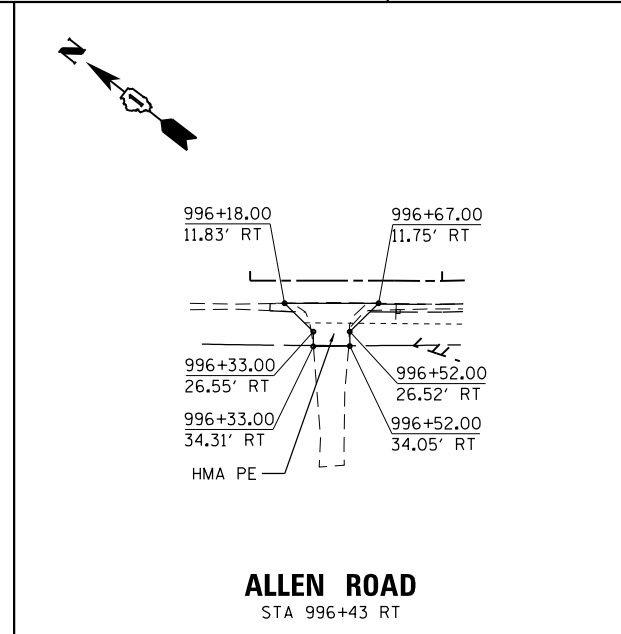 N
996+18.00
11.83' RT
996+67.00
11.75' RT
996+33.00
26.55' RT
996+52.00
26.52' RT
996+33.00
34.31' RT
996+52.00
34.05' RT
HMA PE
ALLEN ROAD
STA 996+43 RT